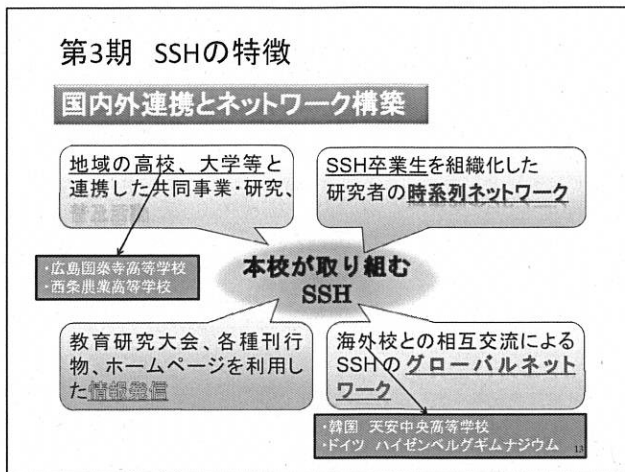 第3期 SSHの特徴
国内外連携とネットワーク構築
地域の高校、大学等と
連携した共同事業・研究、
SSH卒業生を組織化した
研究者の時系列ネットワーク
・広島国泰寺高等学校
・西条農業高等学校
本校が取り組む
SSH
教育研究大会、各種刊行
物、ホームページを利用し
た情報発信
海外校との相互交流による
SSHのグローバルネット
ワーク
・韓国 天安中央高等学校
・ドイツ ハイゼンベルグギムナジウム
13